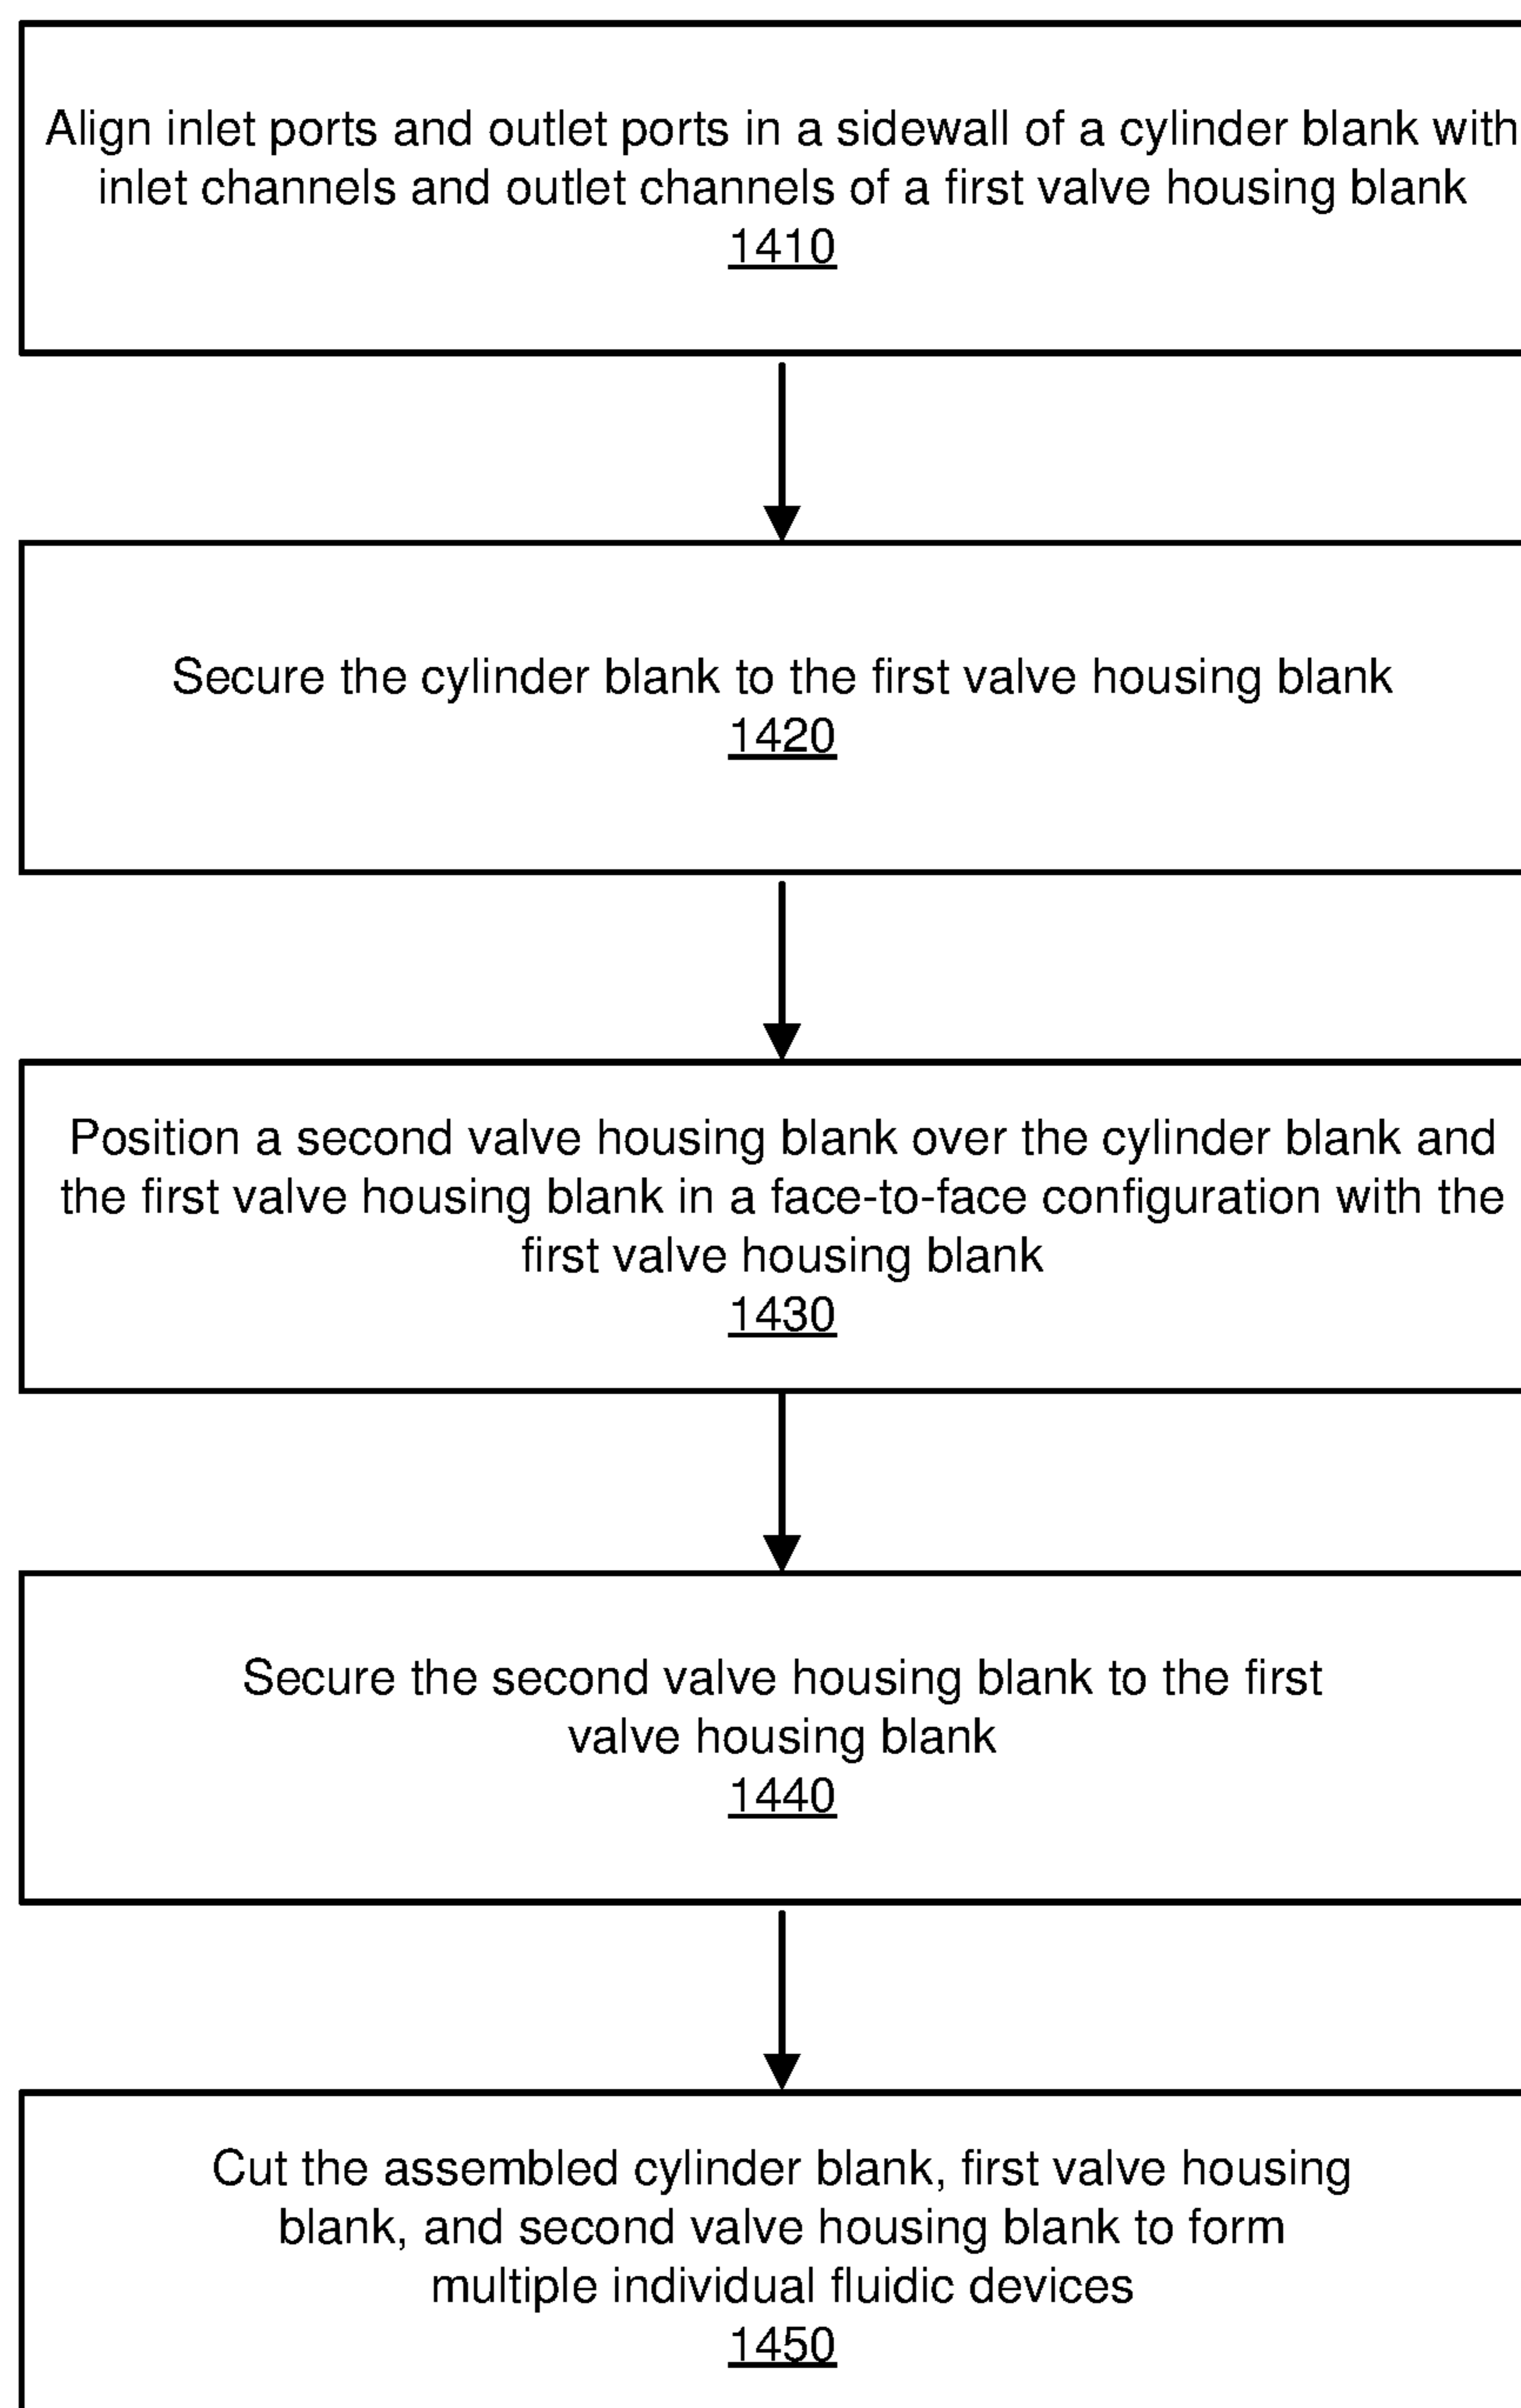 Align inlet ports and outlet ports in a sidewall of a cylinder blank with
inlet channels and outlet channels of a first valve housing blank
1410
Secure the cylinder blank to the first valve housing blank
1420
Position a second valve housing blank over the cylinder blank and
the first valve housing blank in a face-to-face configuration with the
first valve housing blank
1430
Secure the second valve housing blank to the first
valve housing blank
1440
Cut the assembled cylinder blank, first valve housing
blank, and second valve housing blank to form
multiple individual fluidic devices
1450